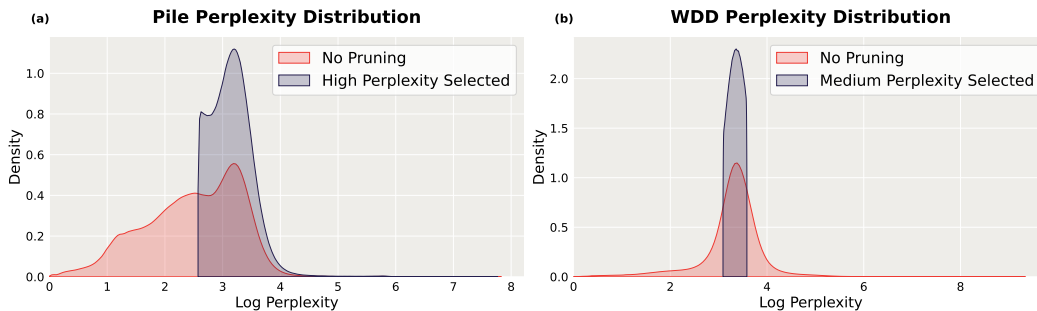 (a) Pile Perplexity Distribution
No Pruning
High Perplexity Selected
1.0
0.8
0.6
0.4
0.2
0.0
Density
0 1 2 3 4 5 6 7 8
Log Perplexity
(b) WDD Perplexity Distribution
No Pruning
Medium Perplexity Selected
2.0
1.5
1.0
0.5
0.0
Density
0 2 4 6 8
Log Perplexity